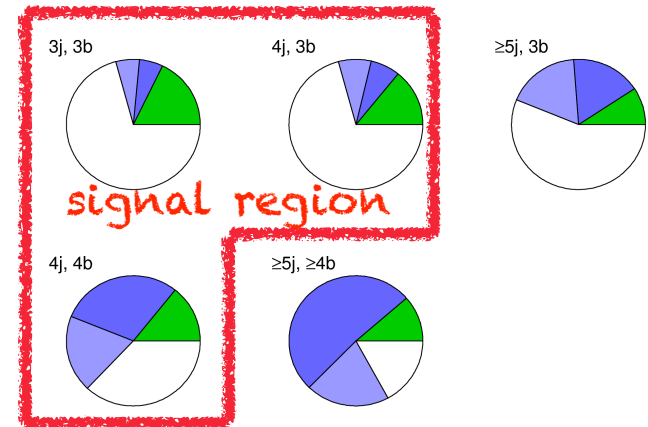 3j, 3b
4j, 3b
≥5j, 3b
signal region
4j, 4b
≥5j, ≥4b